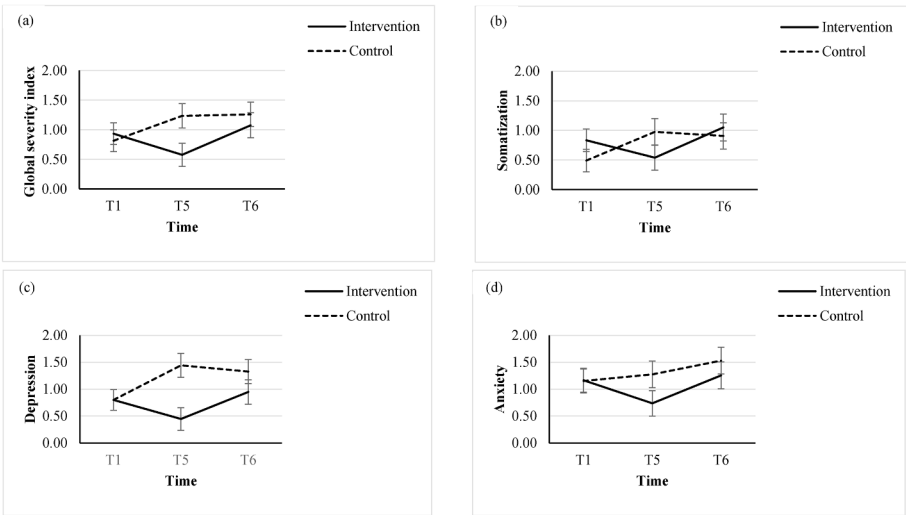 (a)
Intervention
Control
Global severity index
2.00
1.50
1.00
0.50
0.00
T1 T5 T6
Time
(b)
Intervention
Control
Somatization
2.00
1.50
1.00
0.50
0.00
T1 T5 T6
Time
(c)
Intervention
Control
Depression
2.00
1.50
1.00
0.50
0.00
T1 T5 T6
Time
(d)
Intervention
Control
Anxiety
2.00
1.50
1.00
0.50
0.00
T1 T5 T6
Time